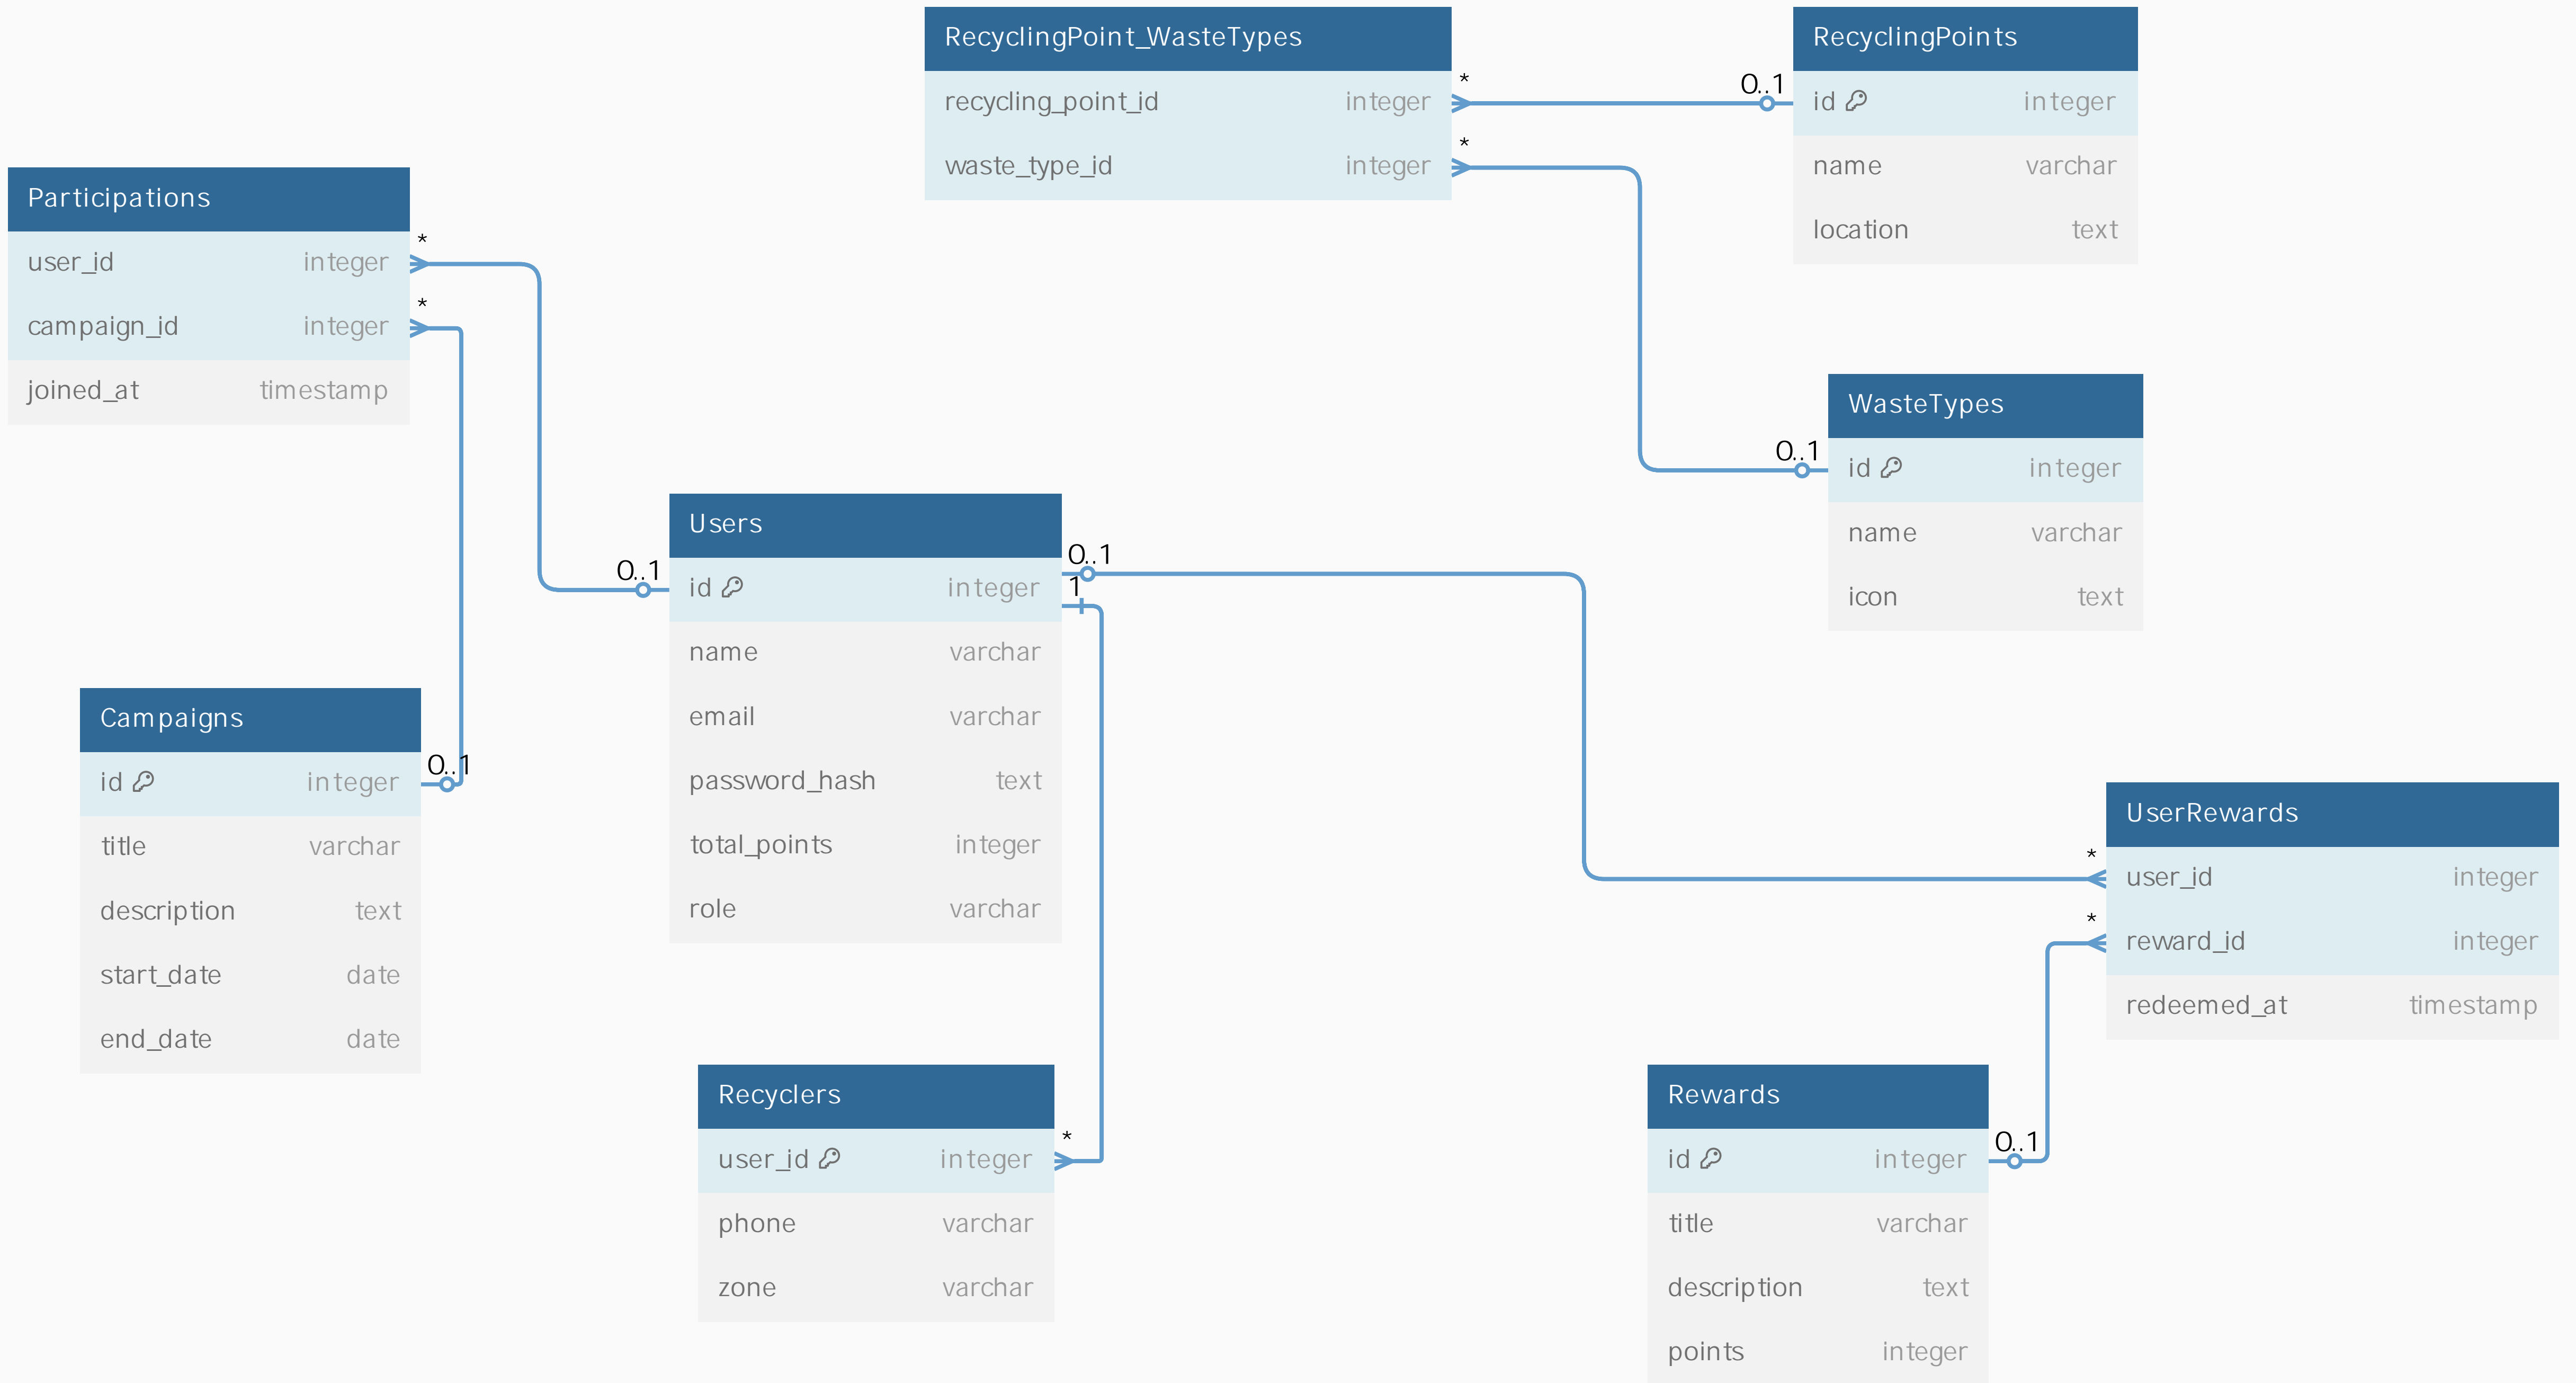 RecyclingPoint_WasteTypes
recycling_point_id integer
waste_type_id integer
*
*
0..1
RecyclingPoints
id integer
name varchar
location text
Participations
user_id integer
campaign_id integer
joined_at timestamp
*
*
WasteTypes
0..1
id integer
name varchar
icon text
Users
0..1
id integer
0..1
1
name varchar
email varchar
password_hash text
total_points integer
role varchar
Campaigns
id integer
0..1
title varchar
description text
start_date date
end_date date
UserRewards
*
user_id integer
*
reward_id integer
redeemed_at timestamp
Recyclers
user_id integer
*
phone varchar
zone varchar
Rewards
id integer
0..1
title varchar
description text
points integer